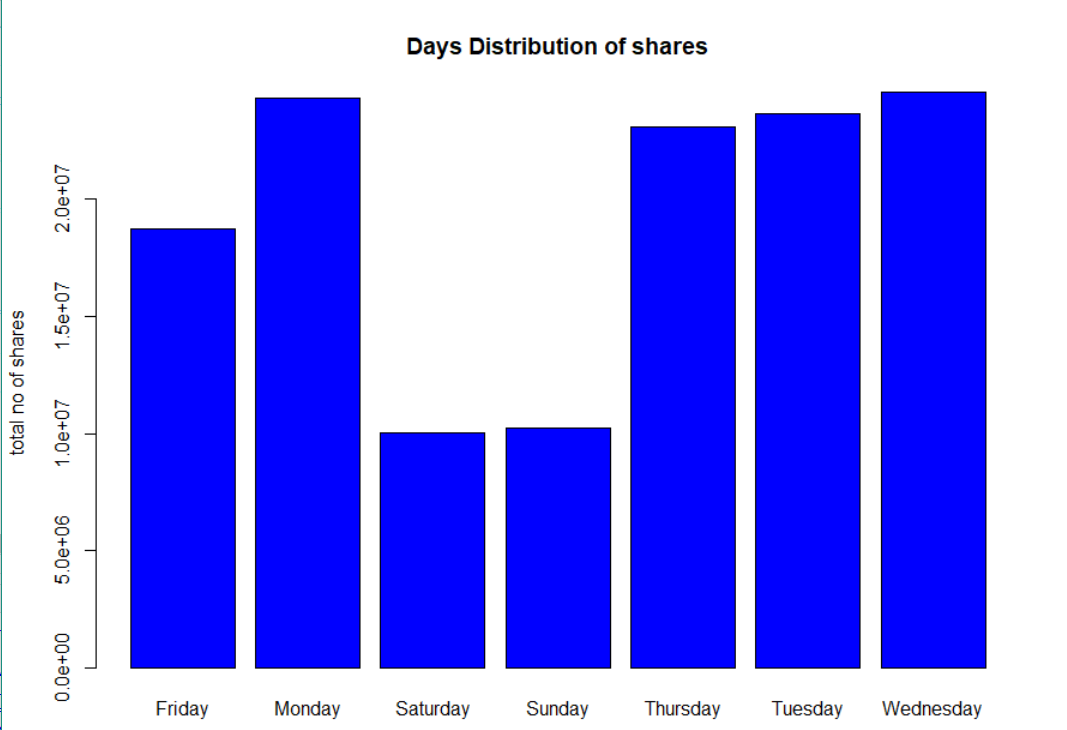 Days Distribution of shares
total no of shares
2.0e+07
1.5e+07
1.0e+07
5.0e+06
0.0e+00
Friday Monday Saturday Sunday Thursday Tuesday Wednesday